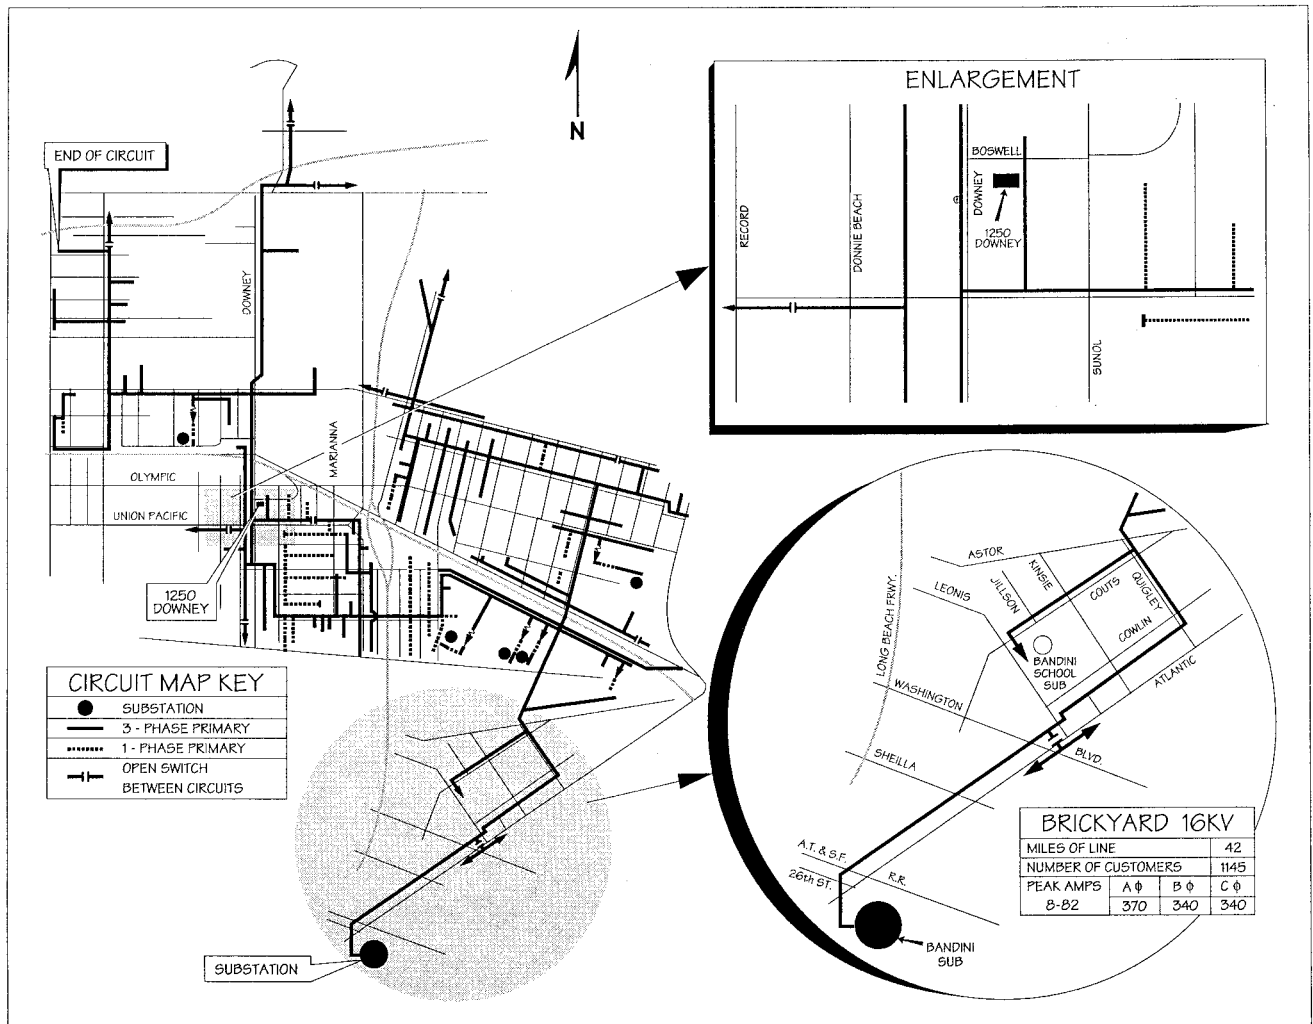 N
END OF CIRCUIT
DOWNEY
MARIANNA
OLYMPIC
UNION PACIFIC
1250
DOWNEY
CIRCUIT MAP KEY
SUBSTATION
3 - PHASE PRIMARY
1 - PHASE PRIMARY
OPEN SWITCH
BETWEEN CIRCUITS
SUBSTATION
ENLARGEMENT
RECORD
DONNIE BEACH
DOWNEY
BOSWELL
1250
DOWNEY
SUNOL
LONG BEACH FRWY.
ASTOR
LEONIS
JILLSON
KINSIE
COUTS
QUIGLEY
COWLIN
BANDINI
SCHOOL
SUB
ATLANTIC
WASHINGTON
BLVD.
SHEILLA
A.T. & S.F.
R.R.
26th ST.
BANDINI
SUB
BRICKYARD 16KV
MILES OF LINE 42
NUMBER OF CUSTOMERS 1145
PEAK AMPS A ϕ B ϕ C ϕ
8-82 370 340 340